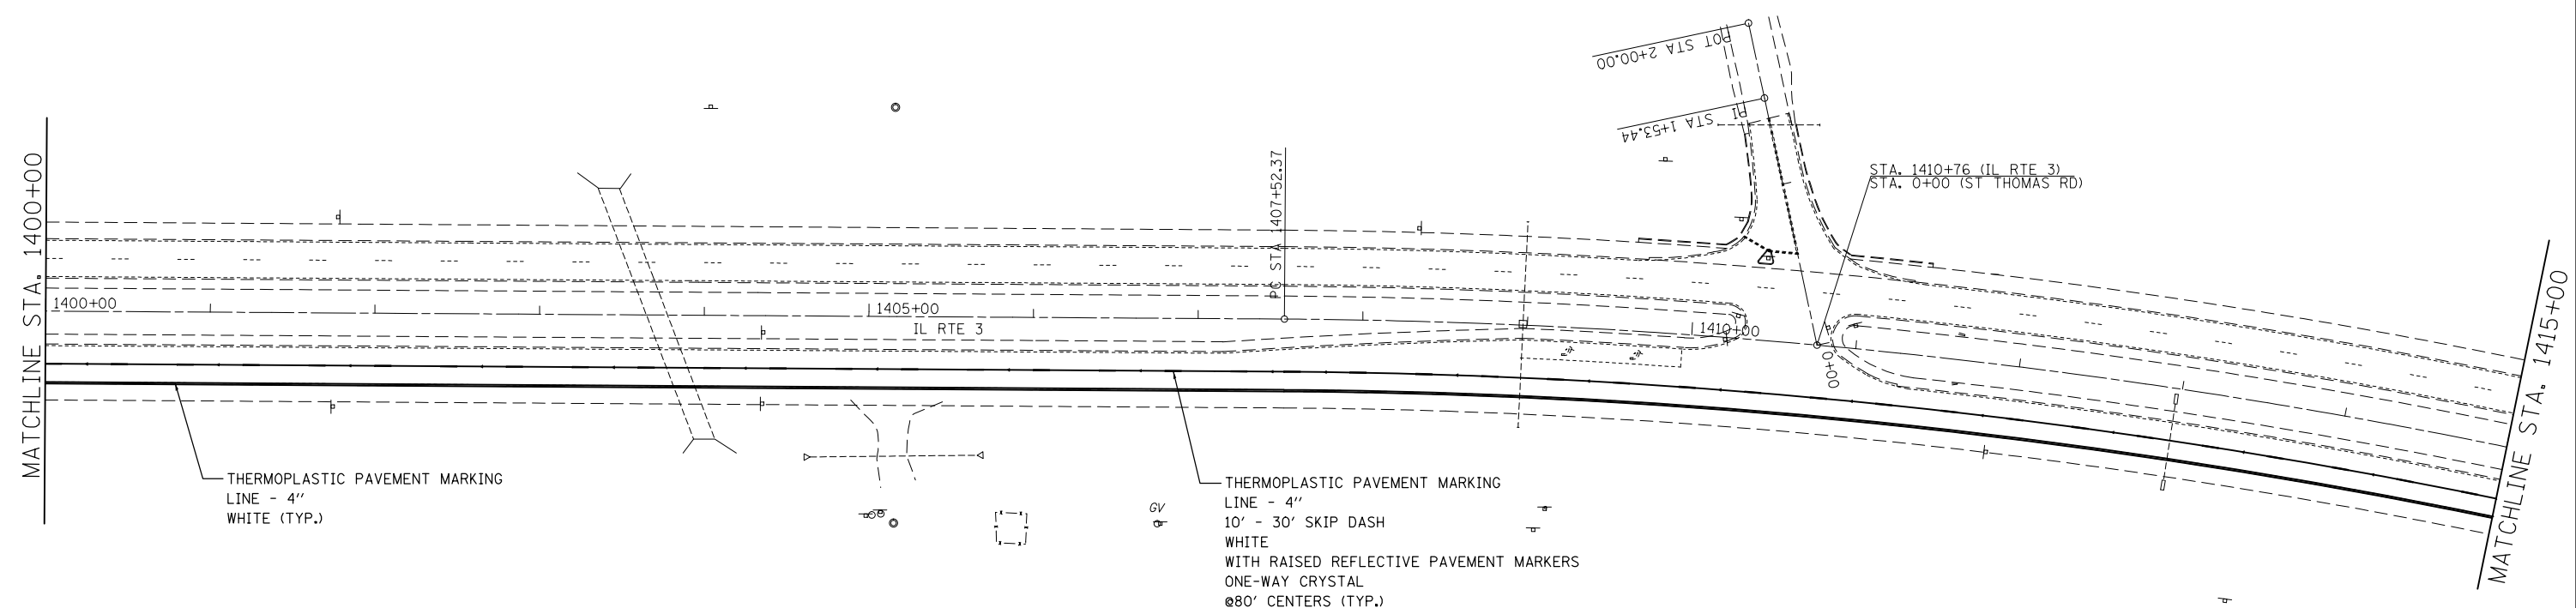 MATCHLINE STA. 1400+00
1400+00
1405+00
IL RTE 3
PC STA 1407+52.37
1410+00
0+00
POT STA 2+00.00
PI STA 1+53.44
STA. 1410+76 (IL RTE 3)
STA. 0+00 (ST THOMAS RD)
MATCHLINE STA. 1415+00
THERMOPLASTIC PAVEMENT MARKING
LINE - 4"
WHITE (TYP.)
GV
THERMOPLASTIC PAVEMENT MARKING
LINE - 4"
10' - 30' SKIP DASH
WHITE
WITH RAISED REFLECTIVE PAVEMENT MARKERS
ONE-WAY CRYSTAL
@80' CENTERS (TYP.)